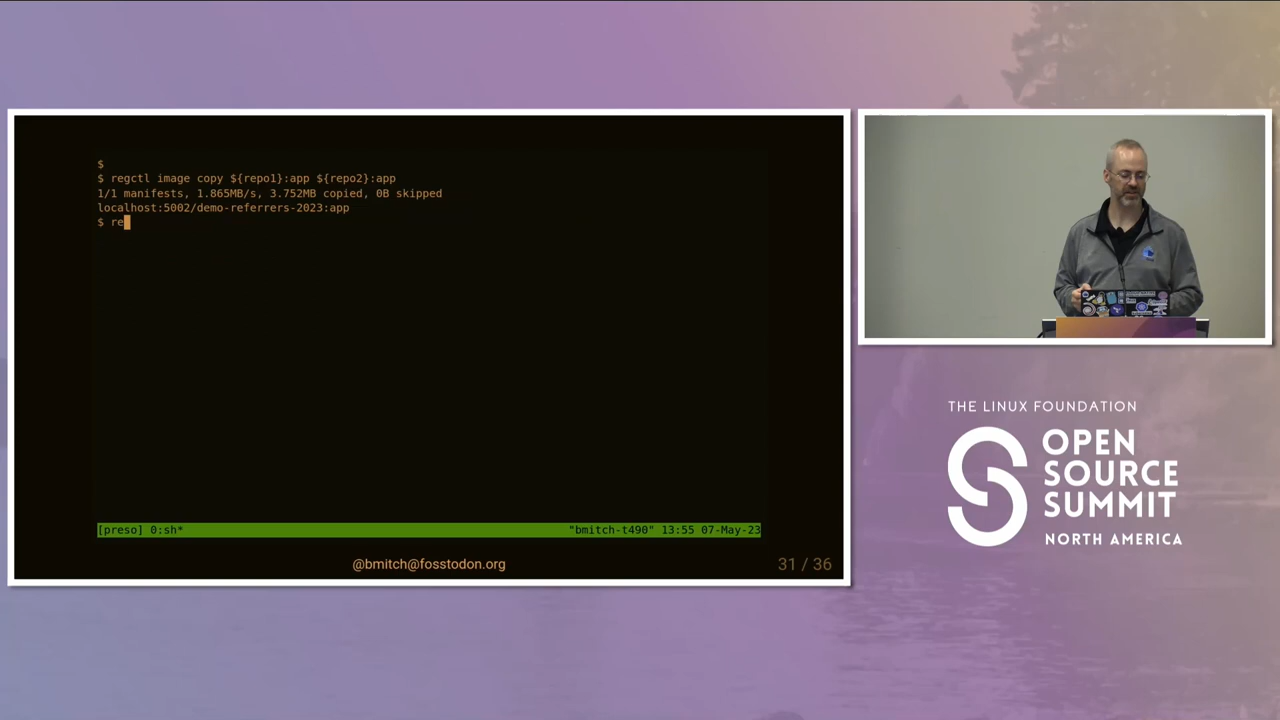 $
$ regctl image copy ${repo1}:app ${repo2}:app
1/1 manifests, 1.865MB/s, 3.752MB copied, 0B skipped
localhost:5002/demo-referrers-2023:app
$ re
[preso] 0:sh* "bmitch-t490" 13:55 07-May-23
@bmitch@fosstodon.org
31 / 36
THE LINUX FOUNDATION
OPEN
SOURCE
SUMMIT
NORTH AMERICA